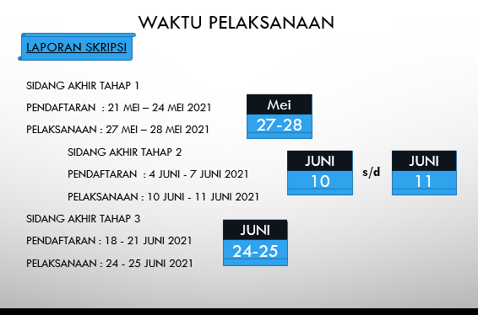 WAKTU PELAKSANAAN
LAPORAN SKRIPSI
SIDANG AKHIR TAHAP 1
PENDAFTARAN : 21 MEI – 24 MEI 2021
PELAKSANAAN : 27 MEI – 28 MEI 2021
Mei
27-28
SIDANG AKHIR TAHAP 2
PENDAFTARAN : 4 JUNI - 7 JUNI 2021
PELAKSANAAN : 10 JUNI - 11 JUNI 2021
JUNI
10
s/d
JUNI
11
SIDANG AKHIR TAHAP 3
PENDAFTARAN : 18 - 21 JUNI 2021
PELAKSANAAN : 24 - 25 JUNI 2021
JUNI
24-25